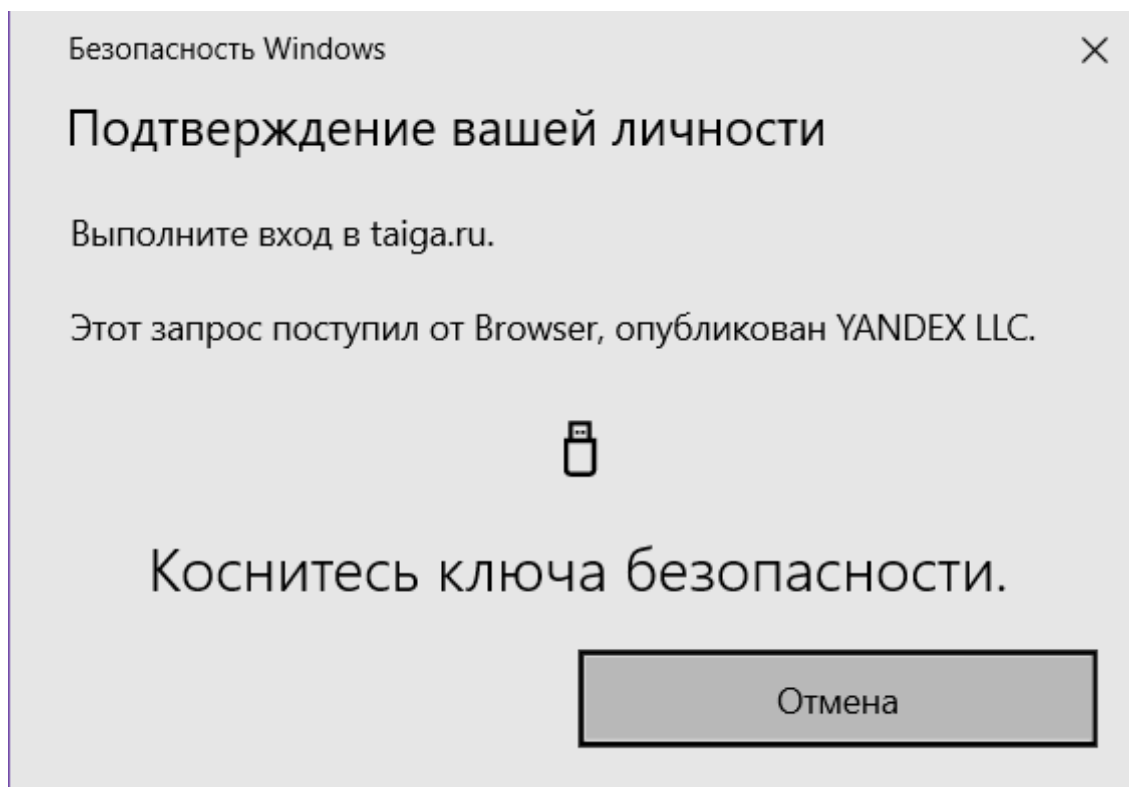 Безопасность Windows
Подтверждение вашей личности
Выполните вход в taiga.ru.
Этот запрос поступил от Browser, опубликован YANDEX LLC.
Коснитесь ключа безопасности.
Отмена